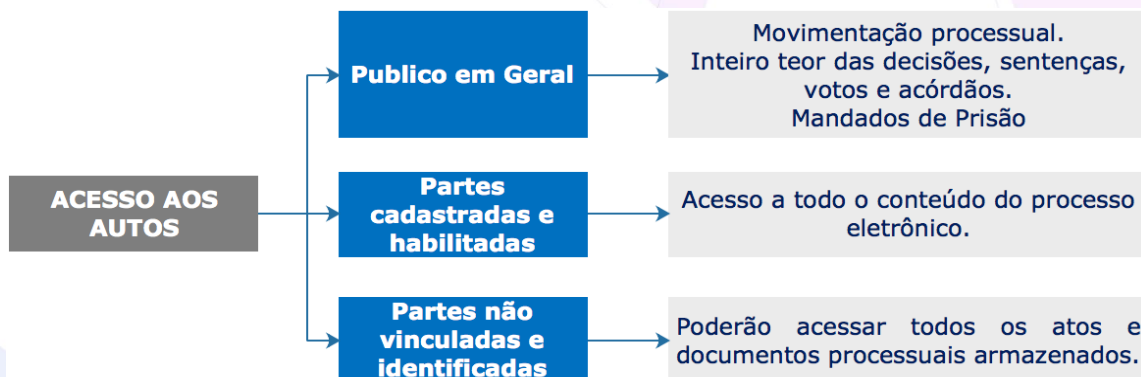 ACESSO AOS
AUTOS
Publico em Geral
Movimentação processual.
Inteiro teor das decisões, sentenças,
votos e acórdãos.
Mandados de Prisão
Partes
cadastradas e
habilitadas
Acesso a todo o conteúdo do processo
eletrônico.
Partes não
vinculadas e
identificadas
Poderão acessar todos os atos e
documentos processuais armazenados.